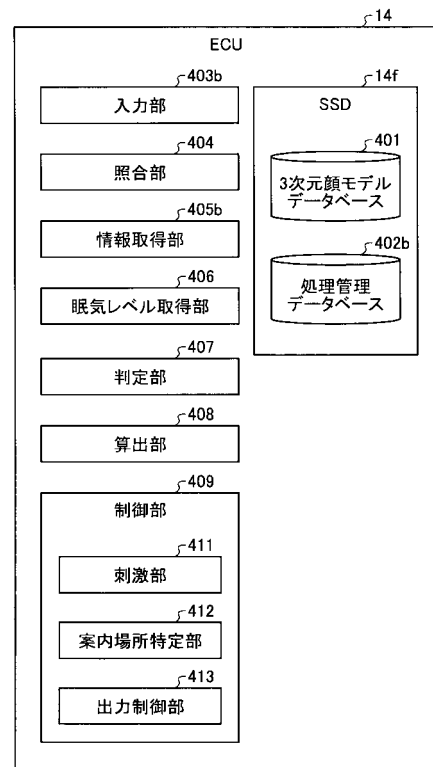 14
ECU
403b
入力部
404
照合部
405b
情報取得部
406
眠気レベル取得部
407
判定部
408
算出部
409
制御部
411
刺激部
412
案内場所特定部
413
出力制御部
14f
SSD
401
3次元顔モデル
データベース
402b
処理管理
データベース